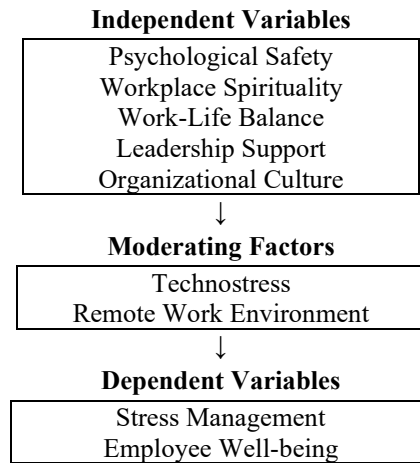 Independent Variables
Psychological Safety
Workplace Spirituality
Work-Life Balance
Leadership Support
Organizational Culture
↓
Moderating Factors
Technostress
Remote Work Environment
↓
Dependent Variables
Stress Management
Employee Well-being